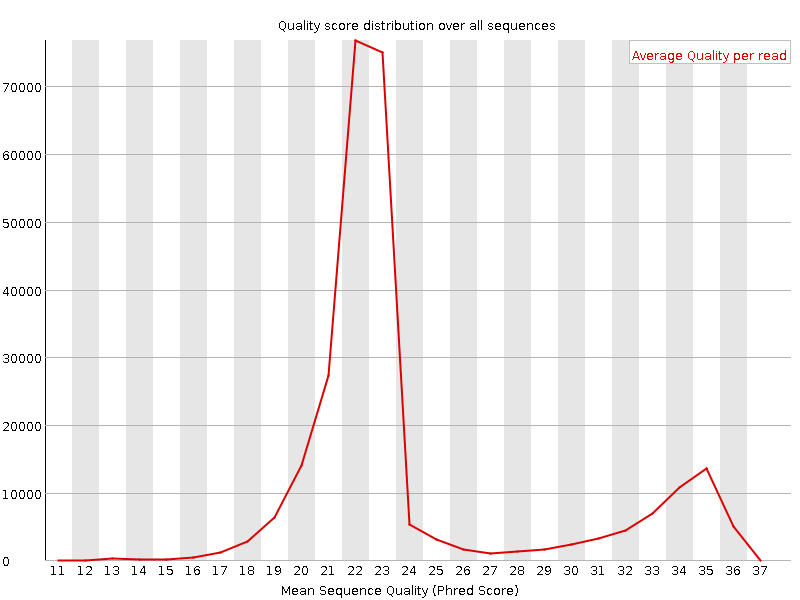 Quality score distribution over all sequences
Average Quality per read
70000
60000
50000
40000
30000
20000
10000
0
11 12 13 14 15 16 17 18 19 20 21 22 23 24 25 26 27 28 29 30 31 32 33 34 35 36 37
Mean Sequence Quality (Phred Score)